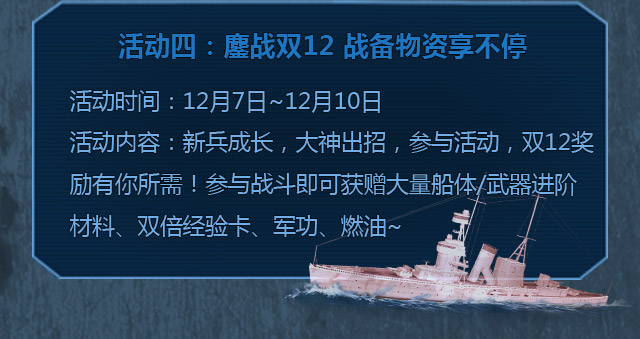 活动四：鏖战双12 战备物资享不停
活动时间：12月7日~12月10日
活动内容：新兵成长，大神出招，参与活动，双12奖
励有你所需！参与战斗即可获赠大量船体/武器进阶
材料、双倍经验卡、军功、燃油~